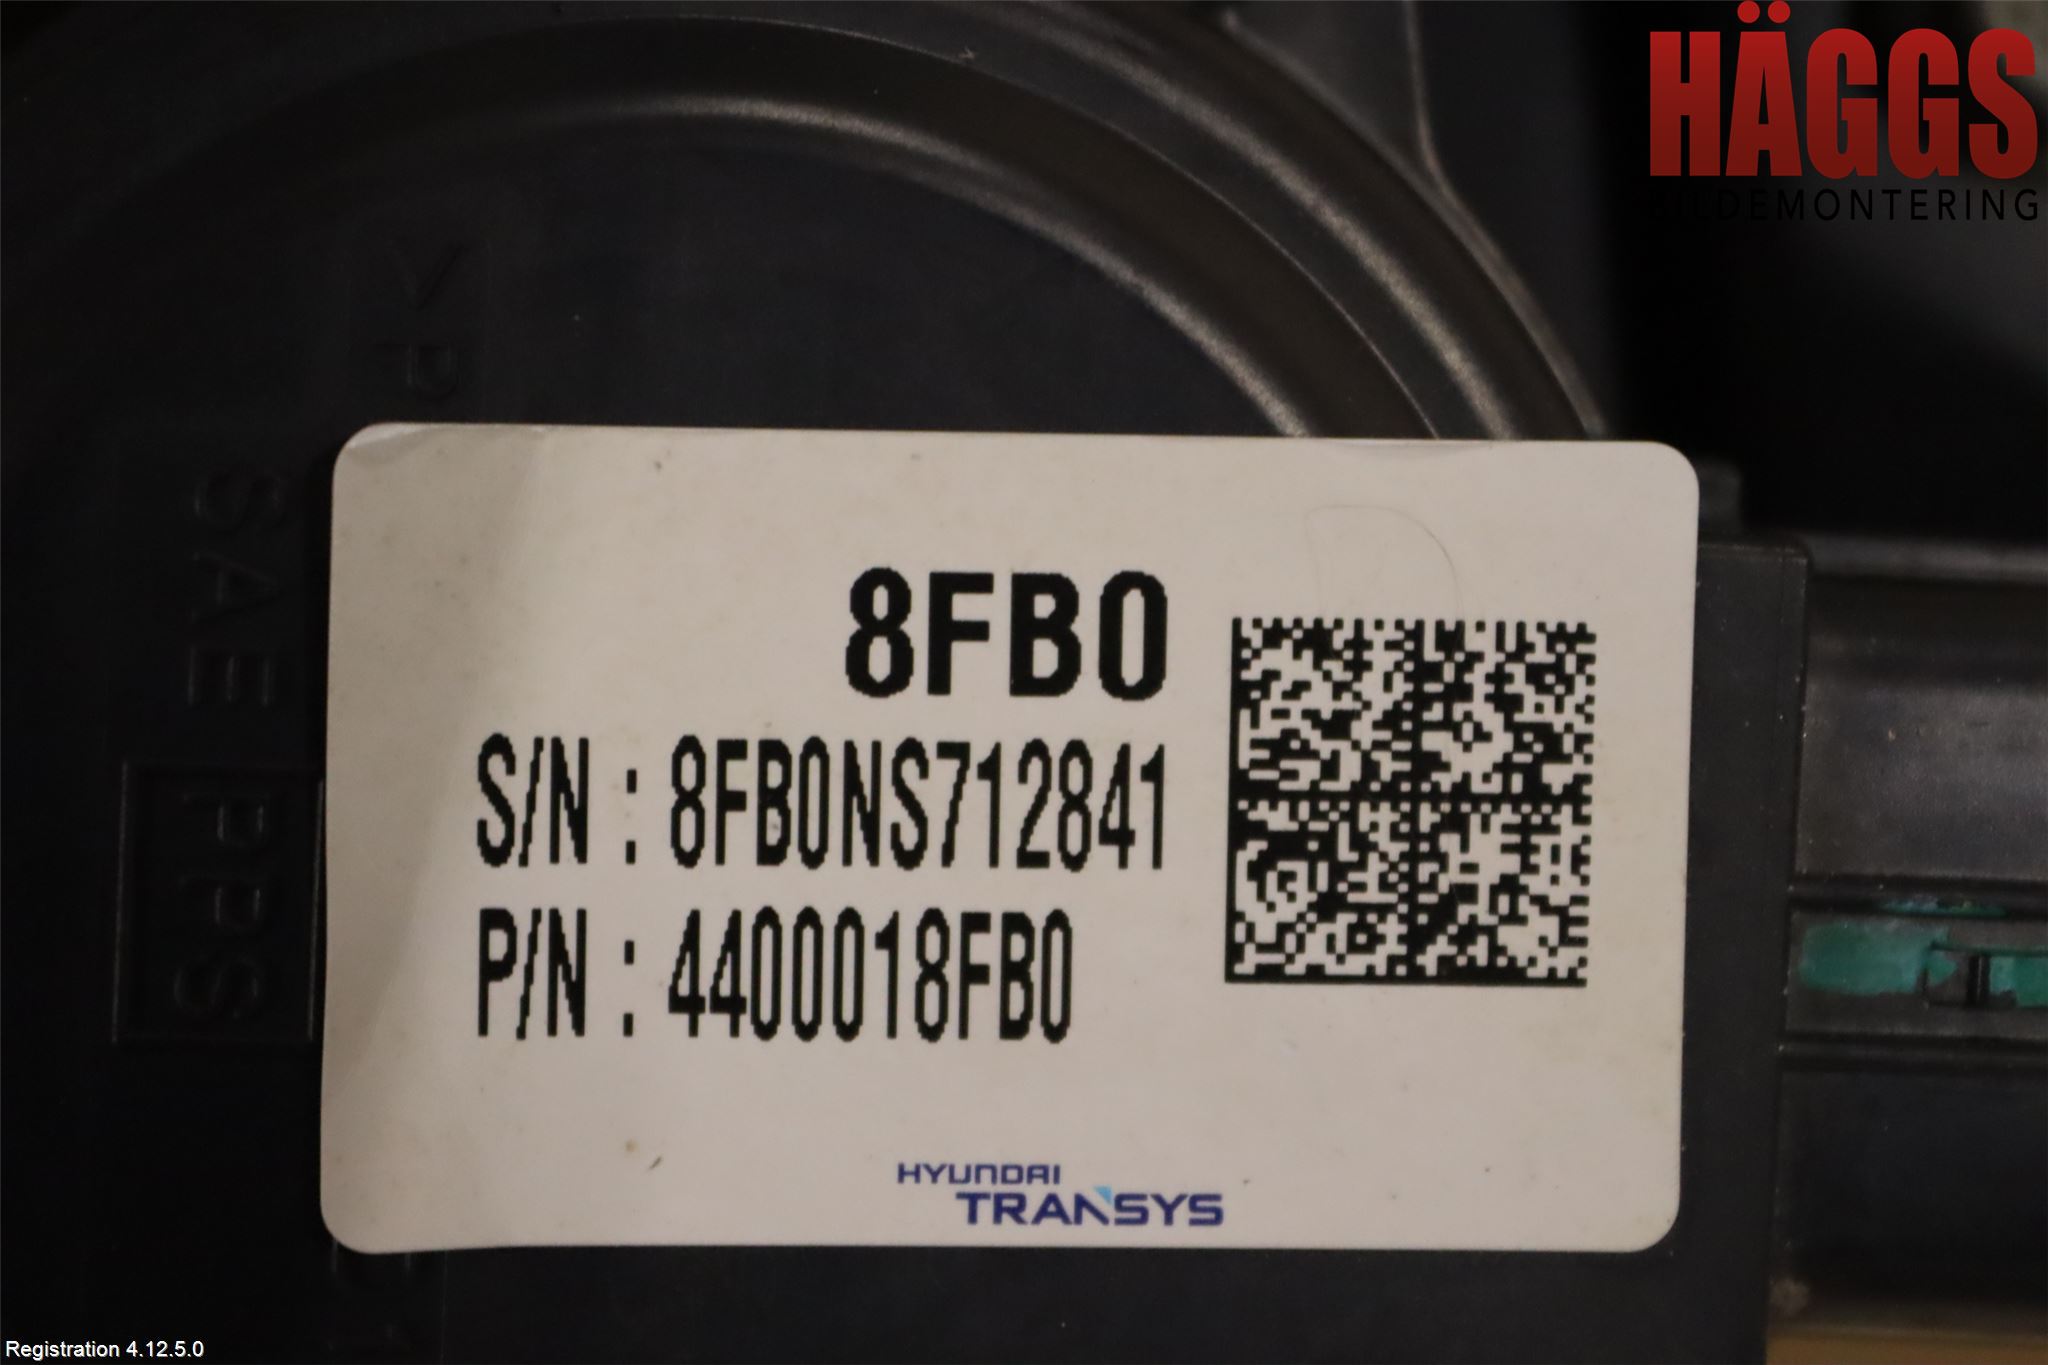 HÄGGS
BILDEMONTERING
>P
SAE
PPS
8FB0
S/N : 8FB0NS712841
P/N : 4400018FB0
HYUNDAI
TRANSYS
Registration 4.12.5.0